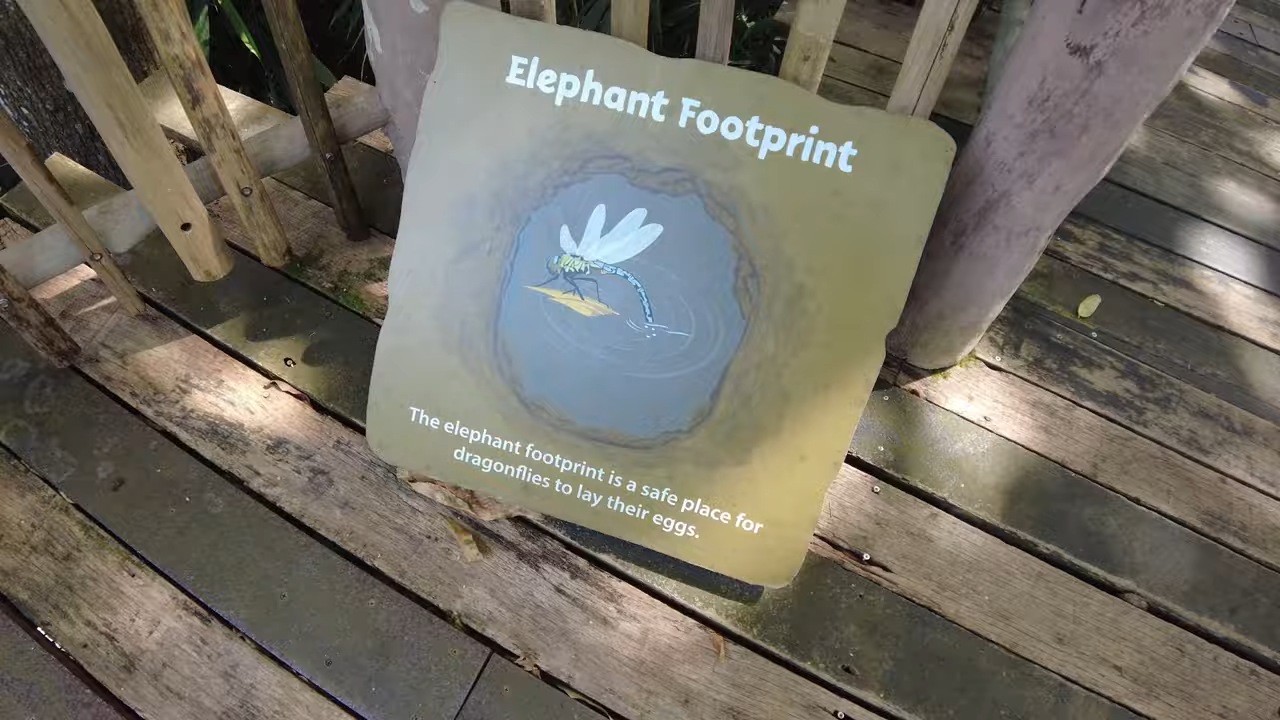 Elephant Footprint
The elephant footprint is a safe place for
dragonflies to lay their eggs.